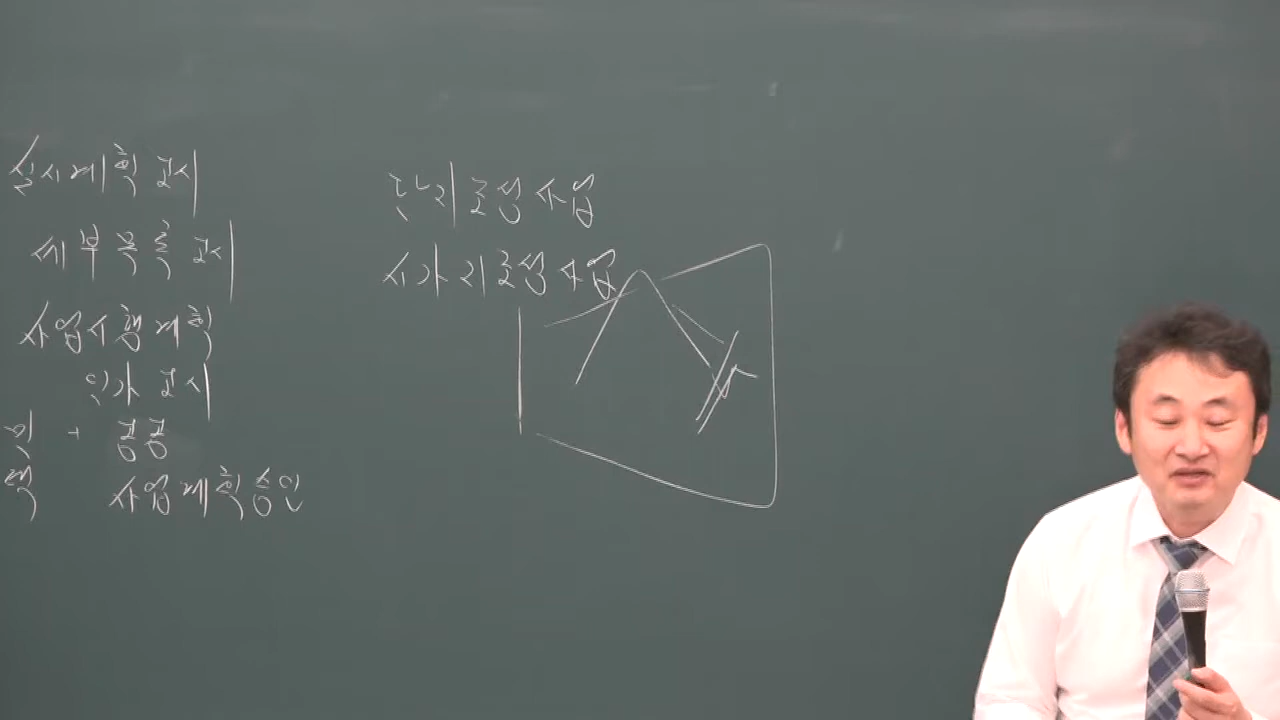 실시계획 고시
세부목록 고시
사업시행계획
인가 고시
민 + 공공
택 사업계획승인
단지조성사업
시가지조성사업